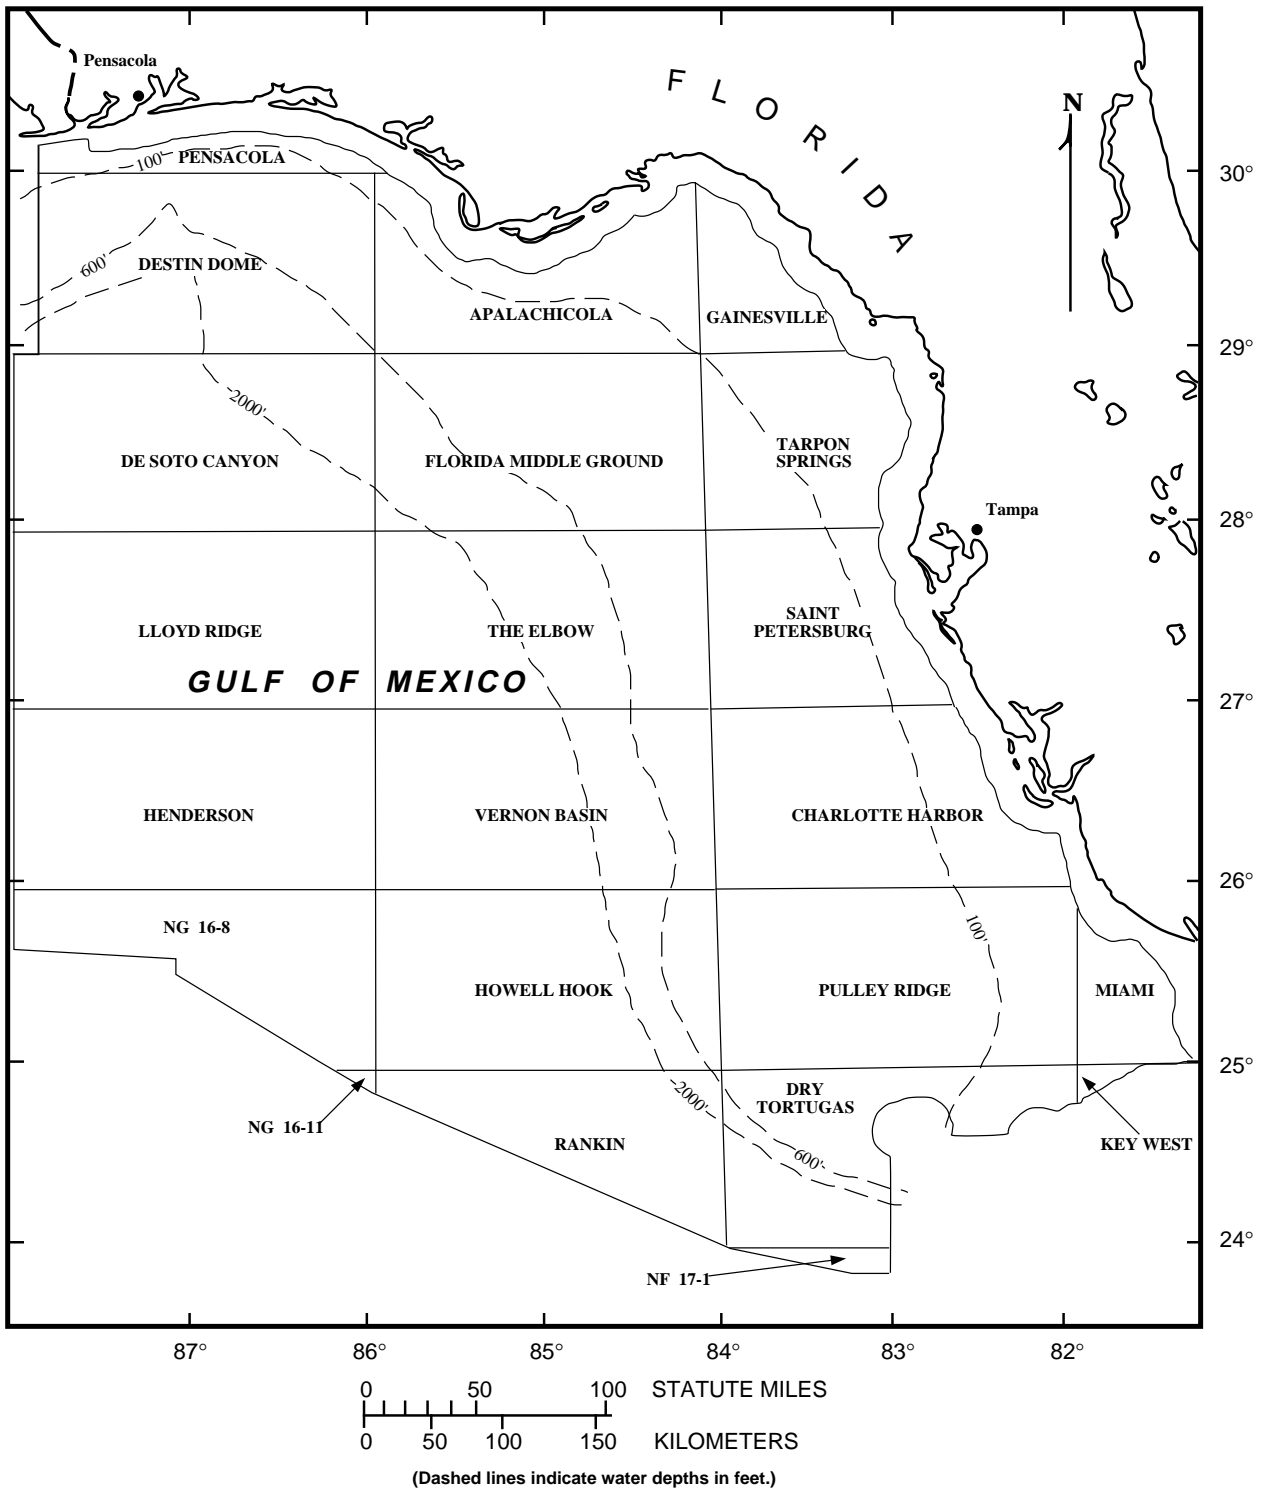 Pensacola
F L O R I D A
N
100'
PENSACOLA
30°
600'
DESTIN DOME
APALACHICOLA
GAINESVILLE
29°
-2000'
DE SOTO CANYON
FLORIDA MIDDLE GROUND
TARPON
SPRINGS
Tampa
28°
LLOYD RIDGE
THE ELBOW
SAINT
PETERSBURG
GULF OF MEXICO
27°
HENDERSON
VERNON BASIN
CHARLOTTE HARBOR
26°
NG 16-8
100'
HOWELL HOOK
PULLEY RIDGE
MIAMI
25°
-2000'
DRY
TORTUGAS
NG 16-11
RANKIN
600'-
KEY WEST
24°
NF 17-1
87° 86° 85° 84° 83° 82°
0 50 100 STATUTE MILES
0 50 100 150 KILOMETERS
(Dashed lines indicate water depths in feet.)